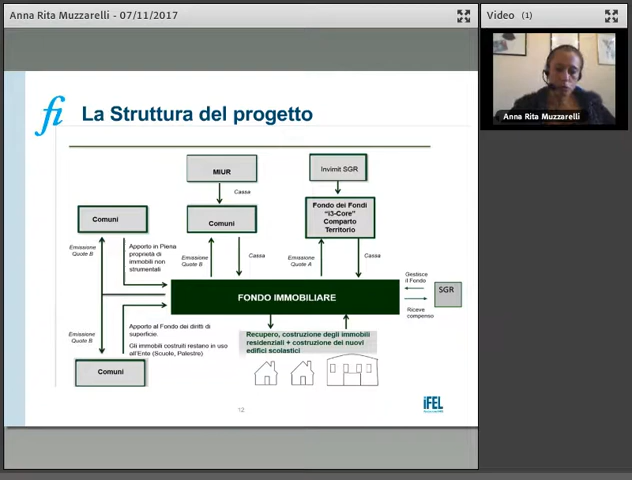 Anna Rita Muzzarelli - 07/11/2017
Video (1)
Anna Rita Muzzarelli
fi
La Struttura del progetto
MIUR
Invimit SGR
Cassa
Comuni
Comuni
Fondo dei Fondi
"i3-Core"
Comparto
Territorio
Emissione
Quote B
Apporto in Piena
proprietà di
immobili non
strumentali
Emissione
Quote B
Cassa
Emissione
Quote A
Cassa
Gestisce
il Fondo
SGR
Riceve
compenso
FONDO IMMOBILIARE
Emissione
Quote B
Apporto al Fondo dei diritti di
superficie.
Gli immobili costruiti restano in uso
all'Ente (Scuole, Palestre)
Recupero, costruzione degli immobili
residenziali + costruzione dei nuovi
edifici scolastici
Comuni
12
iFEL